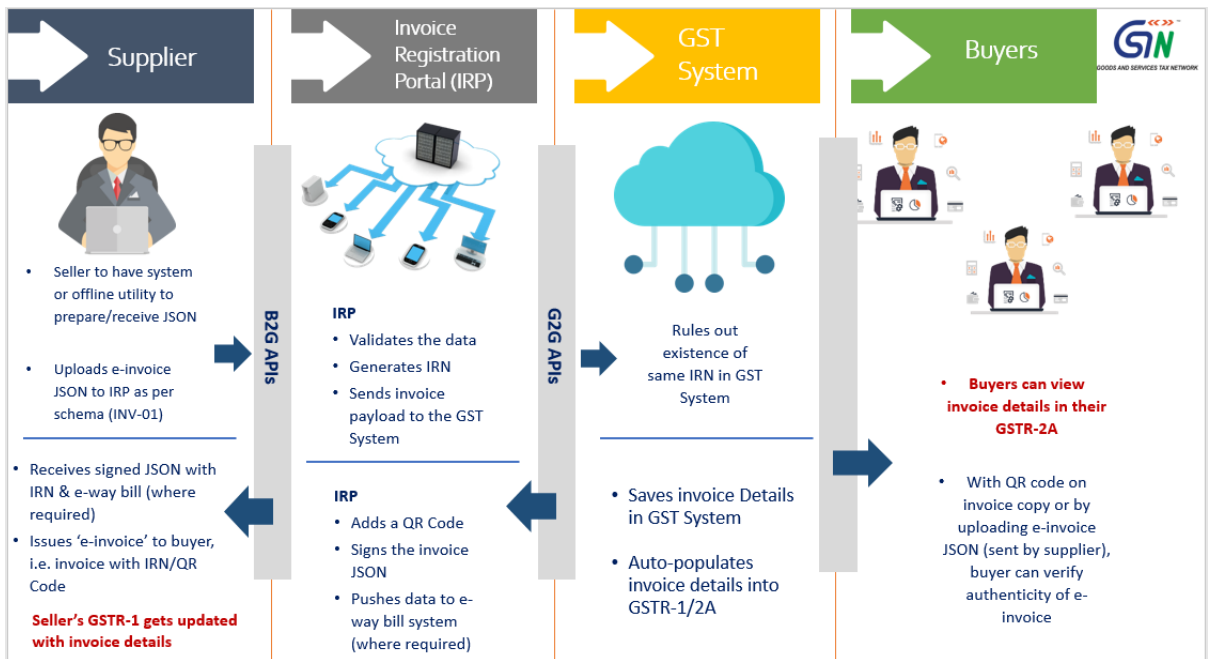 Supplier
Invoice
Registration
Portal (IRP)
GST
System
Buyers
GSTN
GOODS AND SERVICES TAX NETWORK
• Seller to have system
or offline utility to
prepare/receive JSON
• Uploads e-invoice
JSON to IRP as per
schema (INV-01)
• Receives signed JSON with
IRN & e-way bill (where
required)
• Issues ‘e-invoice’ to buyer,
i.e. invoice with IRN/QR
Code
Seller’s GSTR-1 gets updated
with invoice details
B2G APIs
IRP
• Validates the data
• Generates IRN
• Sends invoice
payload to the GST
System
IRP
• Adds a QR Code
• Signs the invoice
JSON
• Pushes data to e-
way bill system
(where required)
G2G APIs
Rules out
existence of
same IRN in GST
System
• Saves invoice Details
in GST System
• Auto-populates
invoice details into
GSTR-1/2A
• Buyers can view
invoice details in their
GSTR-2A
• With QR code on
invoice copy or by
uploading e-invoice
JSON (sent by supplier),
buyer can verify
authenticity of e-
invoice